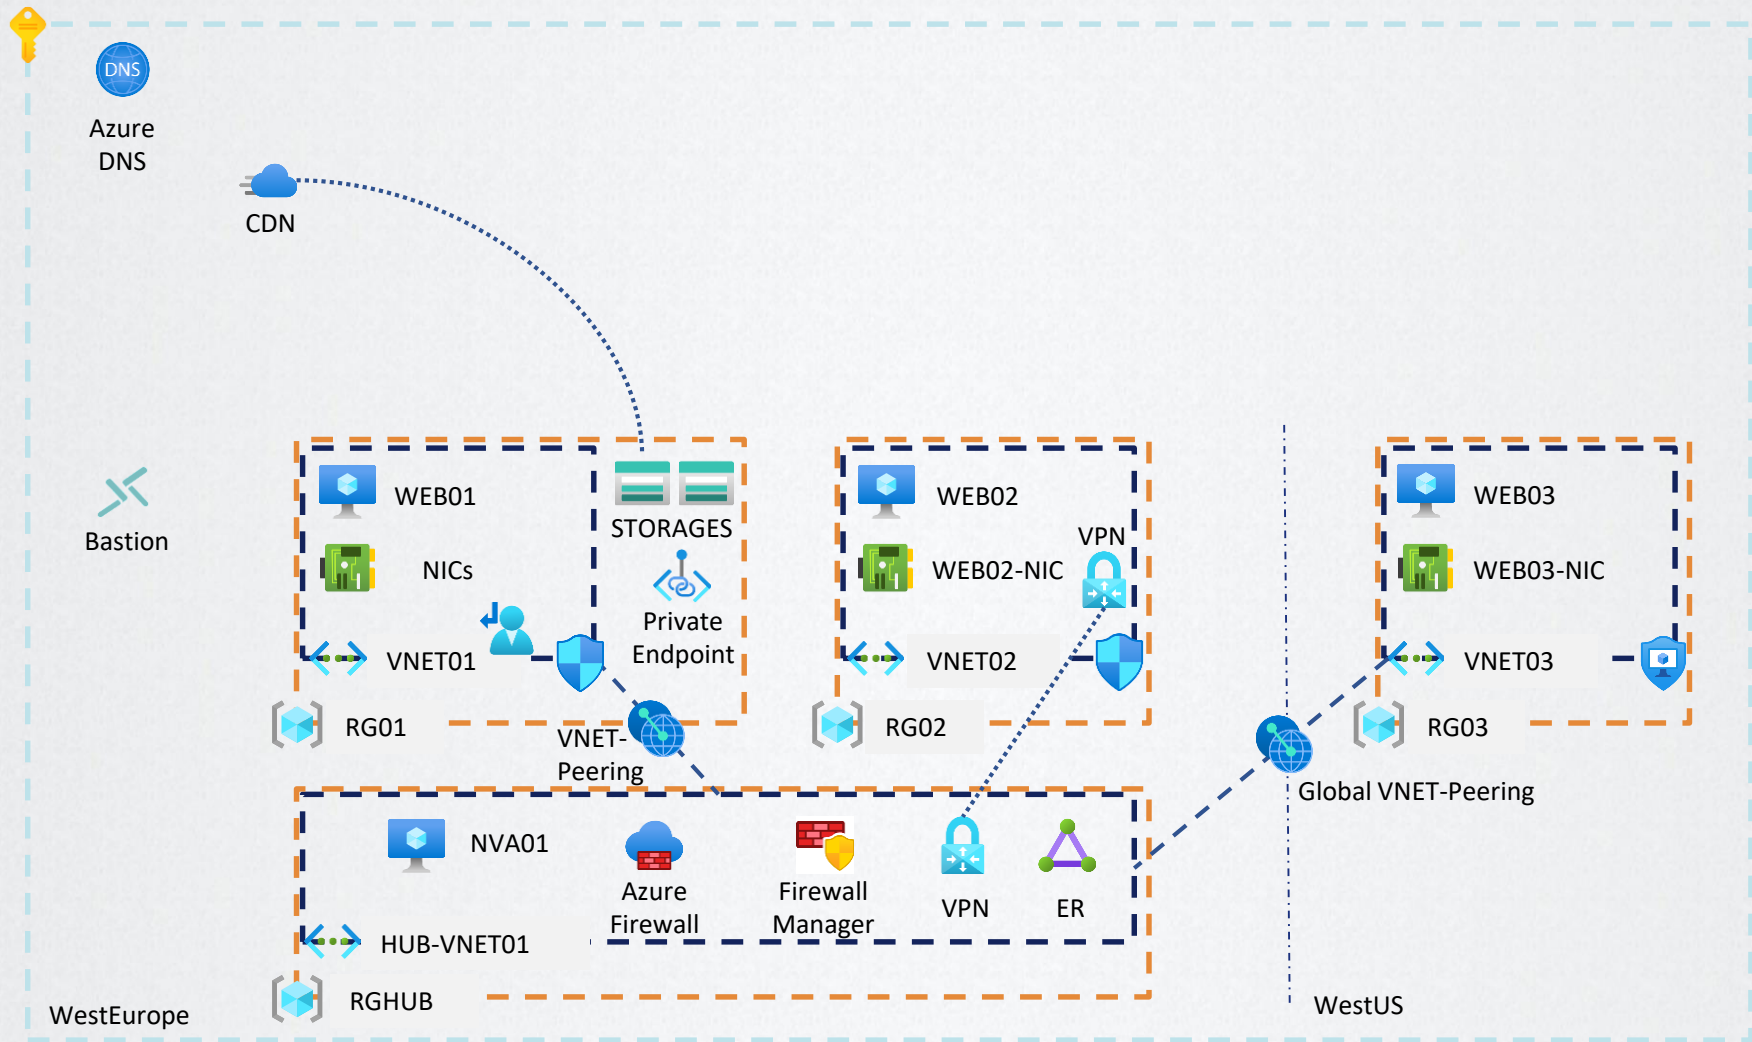 DNS
Azure
DNS
CDN
Bastion
WEB01
NICs
VNET01
RG01
STORAGES
Private
Endpoint
VNET-
Peering
WEB02
VPN
WEB02-NIC
VNET02
RG02
WEB03
WEB03-NIC
VNET03
RG03
Global VNET-Peering
NVA01
Azure
Firewall
Firewall
Manager
VPN
ER
HUB-VNET01
RGHUB
WestEurope
WestUS